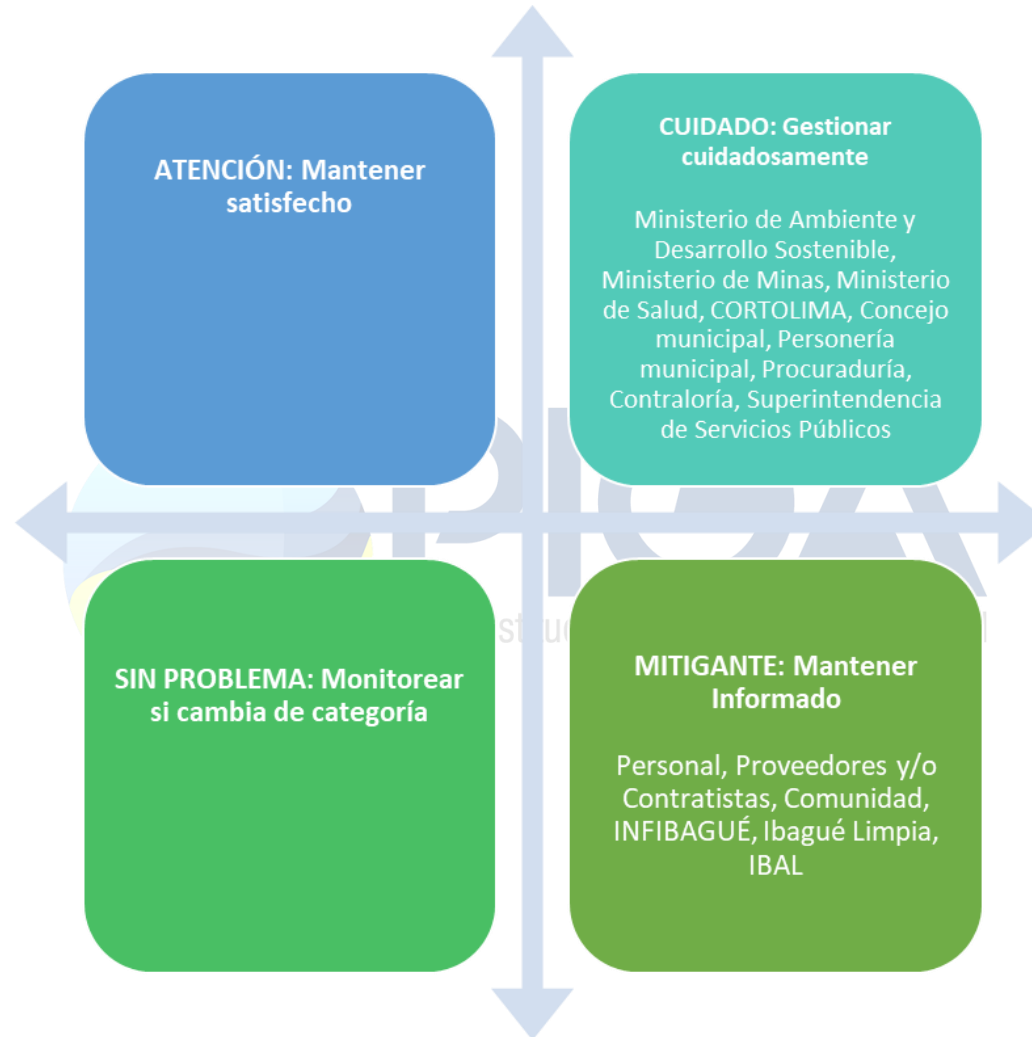 ATENCIÓN: Mantener
satisfecho
CUIDADO: Gestionar
cuidadosamente
Ministerio de Ambiente y
Desarrollo Sostenible,
Ministerio de Minas, Ministerio
de Salud, CORTOLIMA, Concejo
municipal, Personería
municipal, Procuraduría,
Contraloría, Superintendencia
de Servicios Públicos
SIN PROBLEMA: Monitorear
si cambia de categoría
MITIGANTE: Mantener
Informado
Personal, Proveedores y/o
Contratistas, Comunidad,
INFIBAGUÉ, Ibagué Limpia,
IBAL